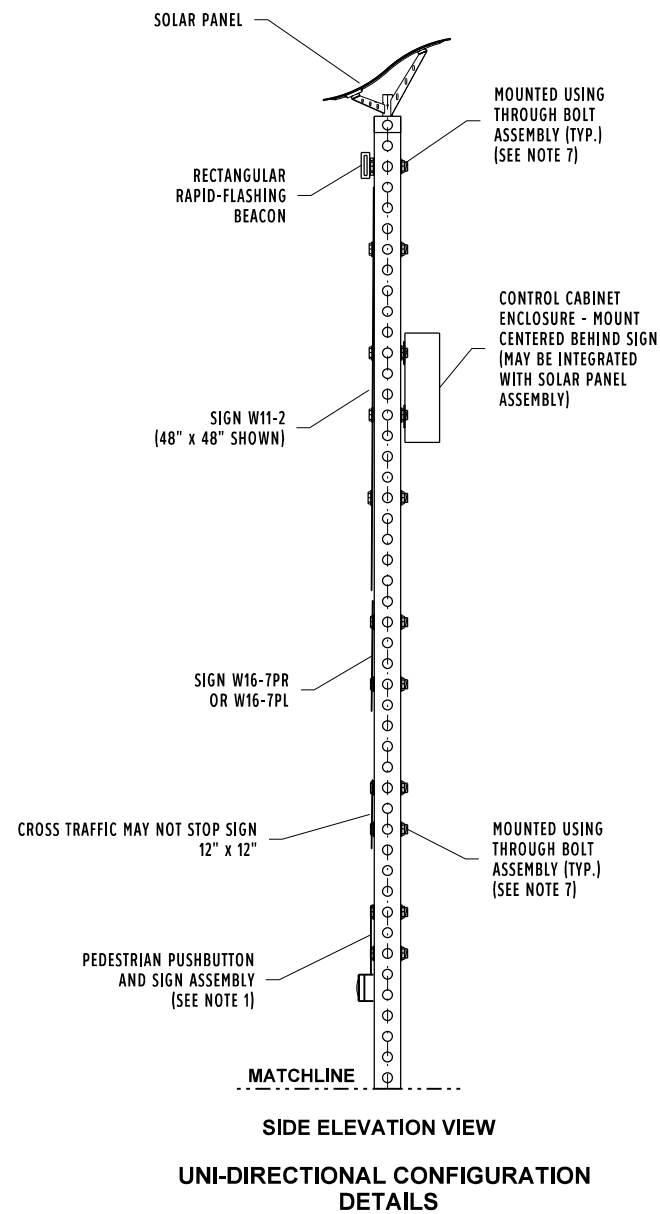 SOLAR PANEL
MOUNTED USING
THROUGH BOLT
ASSEMBLY (TYP.)
(SEE NOTE 7)
RECTANGULAR
RAPID-FLASHING
BEACON
CONTROL CABINET
ENCLOSURE - MOUNT
CENTERED BEHIND SIGN
(MAY BE INTEGRATED
WITH SOLAR PANEL
ASSEMBLY)
SIGN W11-2
(48" x 48" SHOWN)
SIGN W16-7PR
OR W16-7PL
CROSS TRAFFIC MAY NOT STOP SIGN
12" x 12"
MOUNTED USING
THROUGH BOLT
ASSEMBLY (TYP.)
(SEE NOTE 7)
PEDESTRIAN PUSHBUTTON
AND SIGN ASSEMBLY
(SEE NOTE 1)
MATCHLINE
SIDE ELEVATION VIEW
UNI-DIRECTIONAL CONFIGURATION
DETAILS